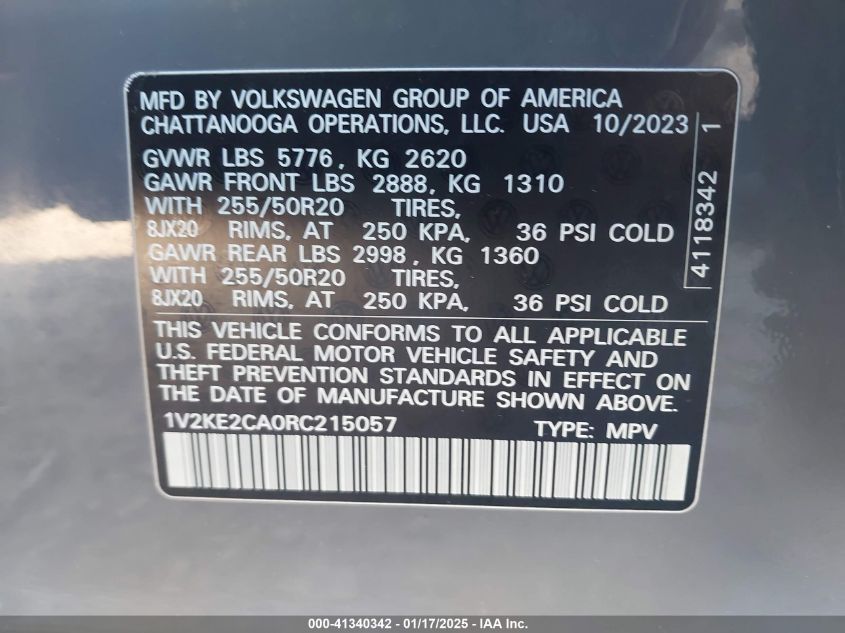 MFD BY VOLKSWAGEN GROUP OF AMERICA
CHATTANOOGA OPERATIONS, LLC. USA 10/2023
GVWR LBS 5776, KG 2620
GAWR FRONT LBS 2888, KG 1310
WITH 255/50R20 TIRES,
8JX20 RIMS, AT 250 KPA, 36 PSI COLD
GAWR REAR LBS 2998, KG 1360
WITH 255/50R20 TIRES,
8JX20 RIMS, AT 250 KPA, 36 PSI COLD
4118342 1
THIS VEHICLE CONFORMS TO ALL APPLICABLE
U.S. FEDERAL MOTOR VEHICLE SAFETY AND
THEFT PREVENTION STANDARDS IN EFFECT ON
THE DATE OF MANUFACTURE SHOWN ABOVE.
1V2KE2CA0RC215057 TYPE: MPV
000-41340342 — 01/17/2025 — IAA Inc.